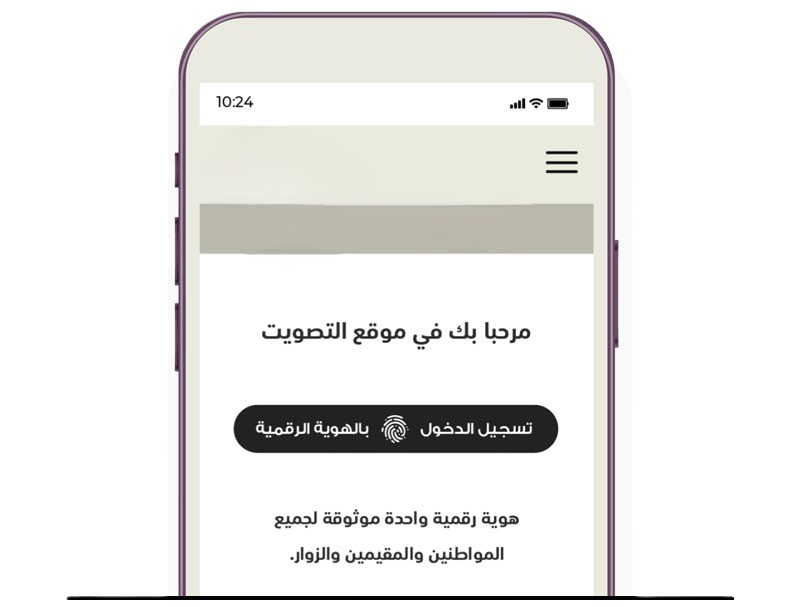 10:24
مرحبا بك في موقع التصويت
تسجيل الدخول بالهوية الرقمية
هوية رقمية واحدة موثوقة لجميع
المواطنين والمقيمين والزوار.